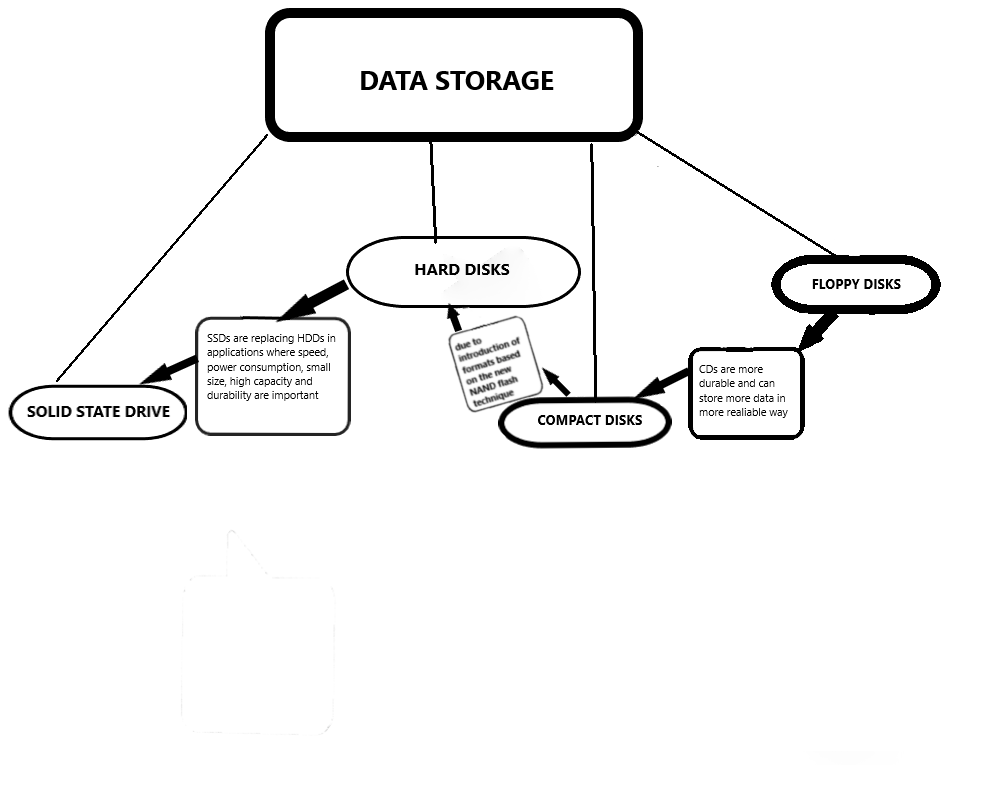 DATA STORAGE
HARD DISKS
FLOPPY DISKS
SSDs are replacing HDDs in
applications where speed,
power consumption, small
size, high capacity and
durability are important
due to
introduction of
formats based
on the new
NAND flash
technique
CDs are more
durable and can
store more data in
more realiable way
SOLID STATE DRIVE
COMPACT DISKS